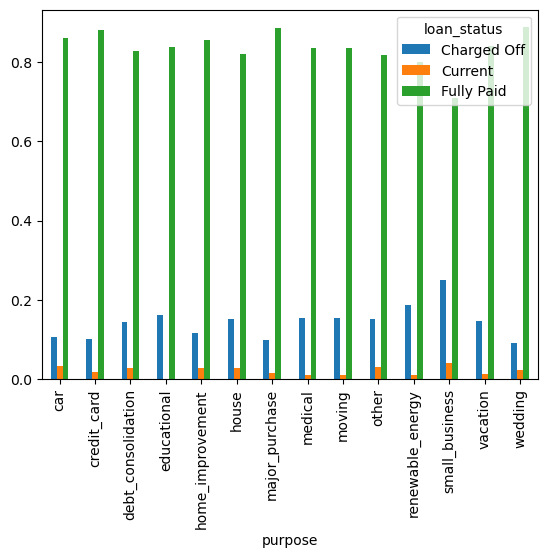 loan_status
Charged Off
Current
Fully Paid
0.8
0.6
0.4
0.2
0.0
car
credit_card
debt_consolidation
educational
home_improvement
house
major_purchase
medical
moving
other
renewable_energy
small_business
vacation
wedding
purpose